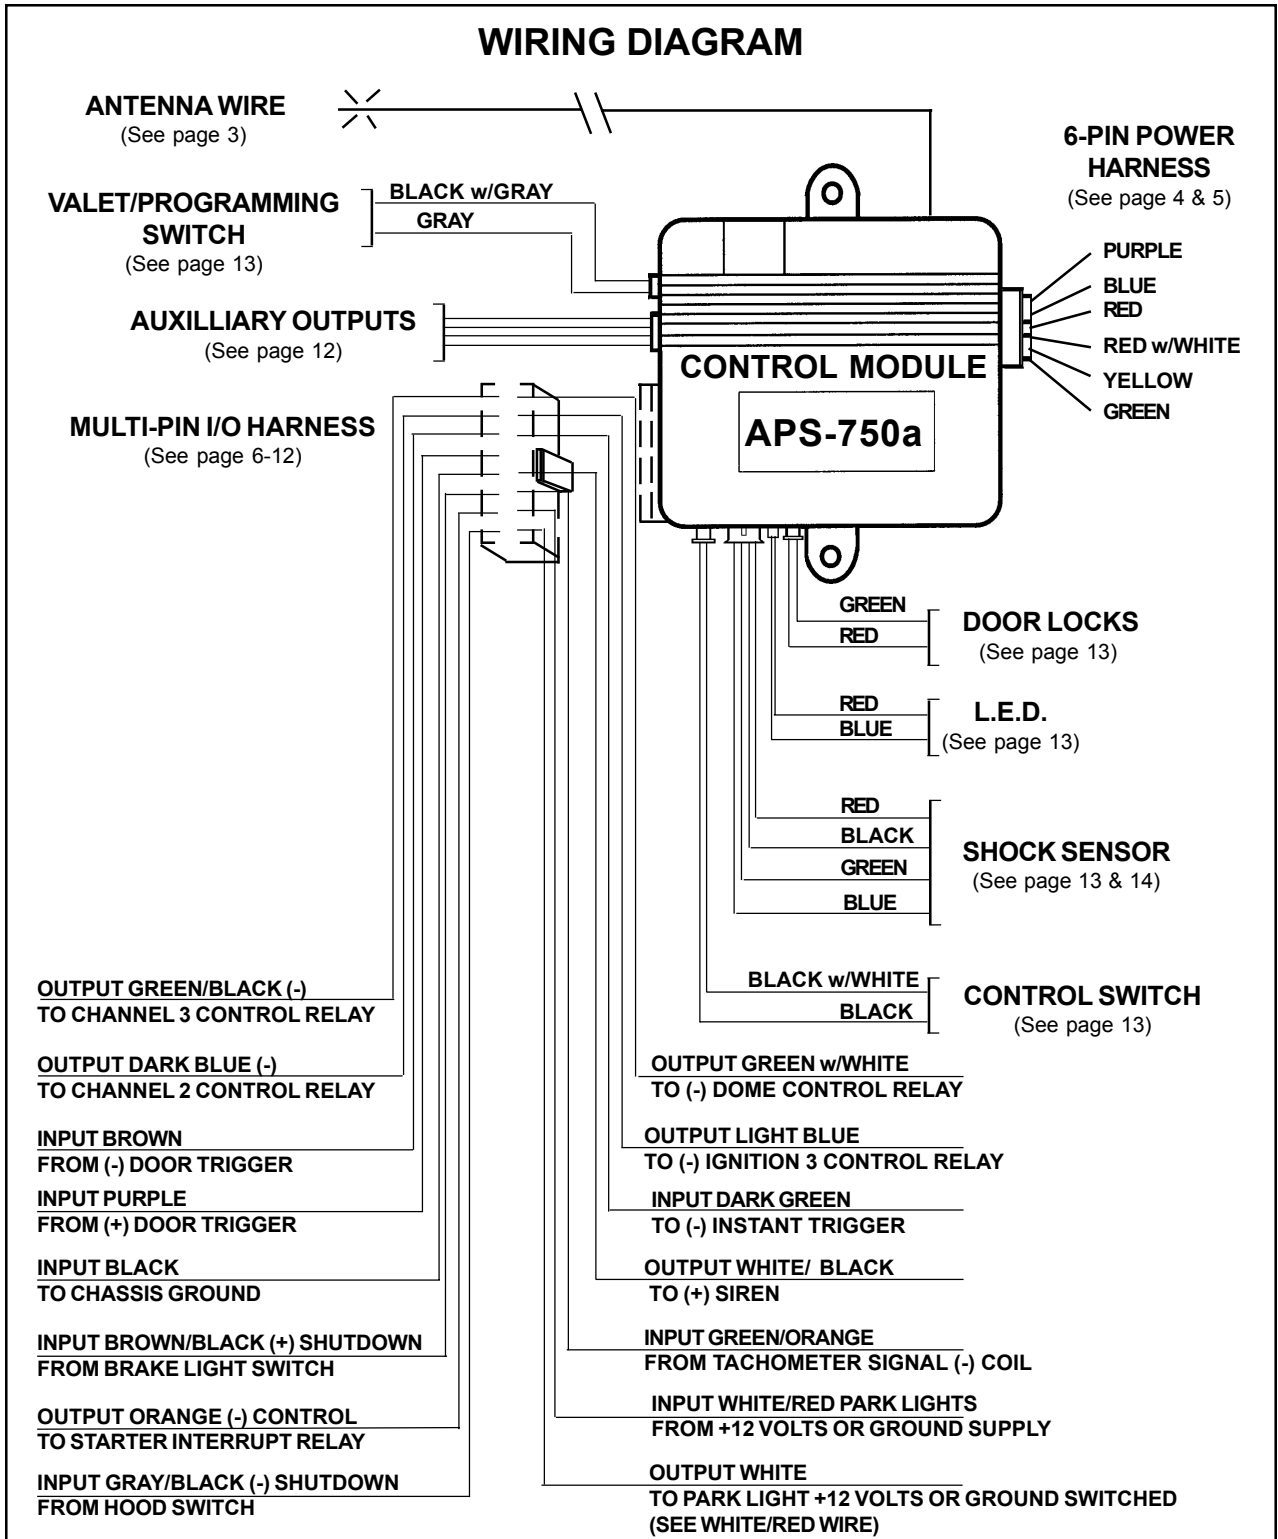 WIRING DIAGRAM
ANTENNA WIRE
(See page 3)
6-PIN POWER
HARNESS
(See page 4 & 5)
VALET/PROGRAMMING
SWITCH
(See page 13)
BLACK w/GRAY
GRAY
PURPLE
BLUE
RED
RED w/WHITE
YELLOW
GREEN
AUXILLIARY OUTPUTS
(See page 12)
CONTROL MODULE
APS-750a
MULTI-PIN I/O HARNESS
(See page 6-12)
GREEN
RED
DOOR LOCKS
(See page 13)
RED
BLUE
L.E.D.
(See page 13)
RED
BLACK
GREEN
BLUE
SHOCK SENSOR
(See page 13 & 14)
BLACK w/WHITE
BLACK
CONTROL SWITCH
(See page 13)
OUTPUT GREEN/BLACK (-)
TO CHANNEL 3 CONTROL RELAY
OUTPUT DARK BLUE (-)
TO CHANNEL 2 CONTROL RELAY
INPUT BROWN
FROM (-) DOOR TRIGGER
INPUT PURPLE
FROM (+) DOOR TRIGGER
INPUT BLACK
TO CHASSIS GROUND
INPUT BROWN/BLACK (+) SHUTDOWN
FROM BRAKE LIGHT SWITCH
OUTPUT ORANGE (-) CONTROL
TO STARTER INTERRUPT RELAY
INPUT GRAY/BLACK (-) SHUTDOWN
FROM HOOD SWITCH
OUTPUT GREEN w/WHITE
TO (-) DOME CONTROL RELAY
OUTPUT LIGHT BLUE
TO (-) IGNITION 3 CONTROL RELAY
INPUT DARK GREEN
TO (-) INSTANT TRIGGER
OUTPUT WHITE/ BLACK
TO (+) SIREN
INPUT GREEN/ORANGE
FROM TACHOMETER SIGNAL (-) COIL
INPUT WHITE/RED PARK LIGHTS
FROM +12 VOLTS OR GROUND SUPPLY
OUTPUT WHITE
TO PARK LIGHT +12 VOLTS OR GROUND SWITCHED
(SEE WHITE/RED WIRE)